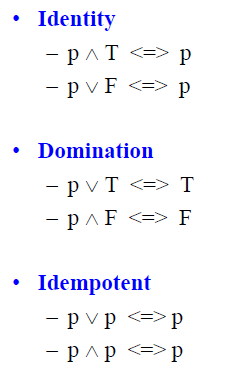 • Identity
– p ∧ T <=> p
– p ∨ F <=> p
• Domination
– p ∨ T <=> T
– p ∧ F <=> F
• Idempotent
– p ∨ p <=> p
– p ∧ p <=> p